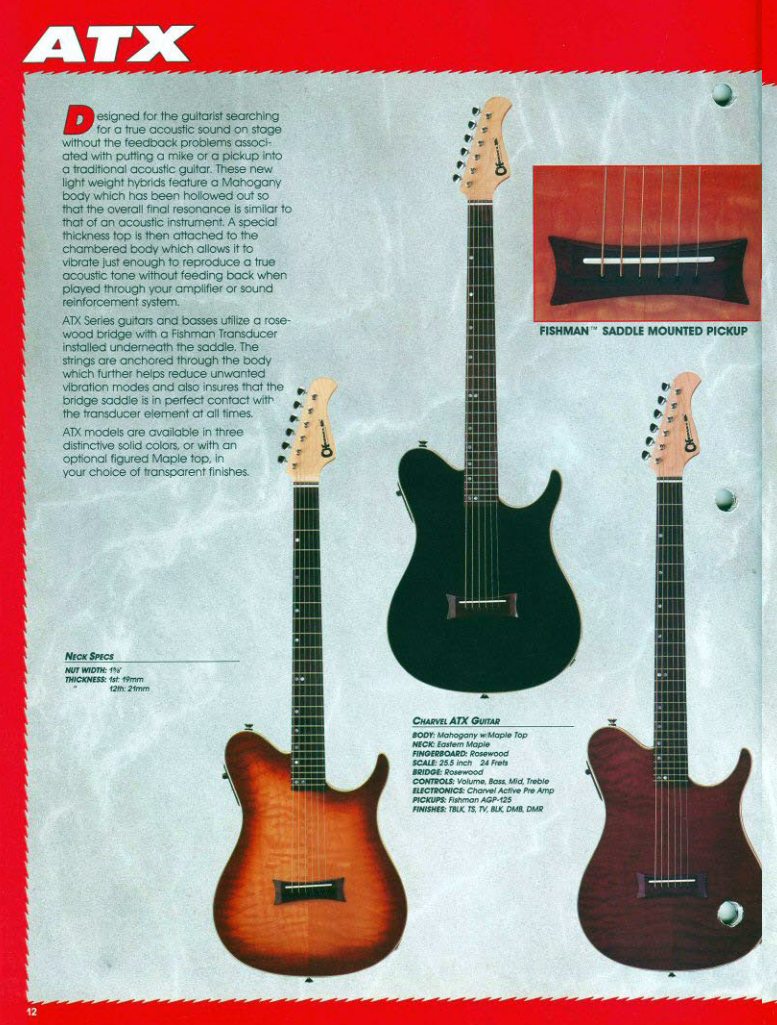 ATX
Designed for the guitarist searching
for a true acoustic sound on stage
without the feedback problems associ-
ated with putting a mike or a pickup into
a traditional acoustic guitar. These new
light weight hybrids feature a Mahogany
body which has been hollowed out so
that the overall final resonance is similar to
that of an acoustic instrument. A special
thickness top is then attached to the
chambered body which allows it to
vibrate just enough to reproduce a true
acoustic tone without feeding back when
played through your amplifier or sound
reinforcement system.
ATX Series guitars and basses utilize a rose-
wood bridge with a Fishman Transducer
installed underneath the saddle. The
strings are anchored through the body
which further helps reduce unwanted
vibration modes and also insures that the
bridge saddle is in perfect contact with
the transducer element at all times.
ATX models are available in three
distinctive solid colors, or with an
optional figured Maple top, in
your choice of transparent finishes.
FISHMAN™ SADDLE MOUNTED PICKUP
NECK SPECS
NUT WIDTH:
THICKNESS: 1st: 19mm
" 12th: 21mm
CHARVEL ATX GUITAR
BODY: Mahogany w/Maple Top
NECK: Eastern Maple
FINGERBOARD: Rosewood
SCALE: 25.5 inch 24 Frets
BRIDGE: Rosewood
CONTROLS: Volume, Bass, Mid, Treble
ELECTRONICS: Charvel Active Pre Amp
PICKUPS: Fishman AGP-125
FINISHES: TBLK, TS, TV, BLK, DMB, DMR
12